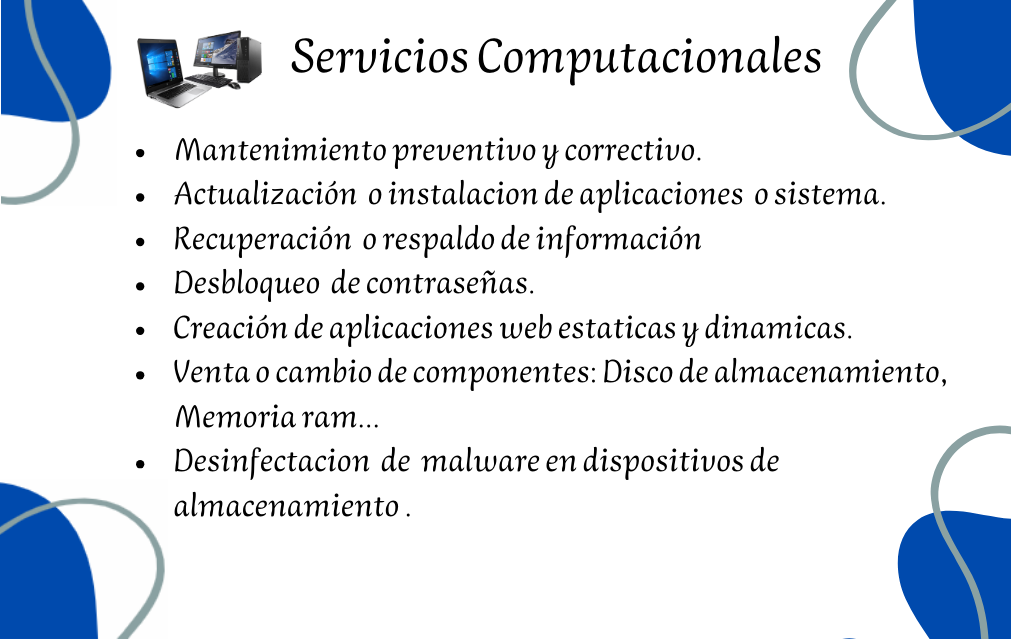 Servicios Computacionales
• Mantenimiento preventivo y correctivo.
• Actualización o instalacion de aplicaciones o sistema.
• Recuperación o respaldo de información
• Desbloqueo de contraseñas.
• Creación de aplicaciones web estaticas y dinamicas.
• Venta o cambio de componentes: Disco de almacenamiento,
Memoria ram...
• Desinfectacion de malware en dispositivos de
almacenamiento .